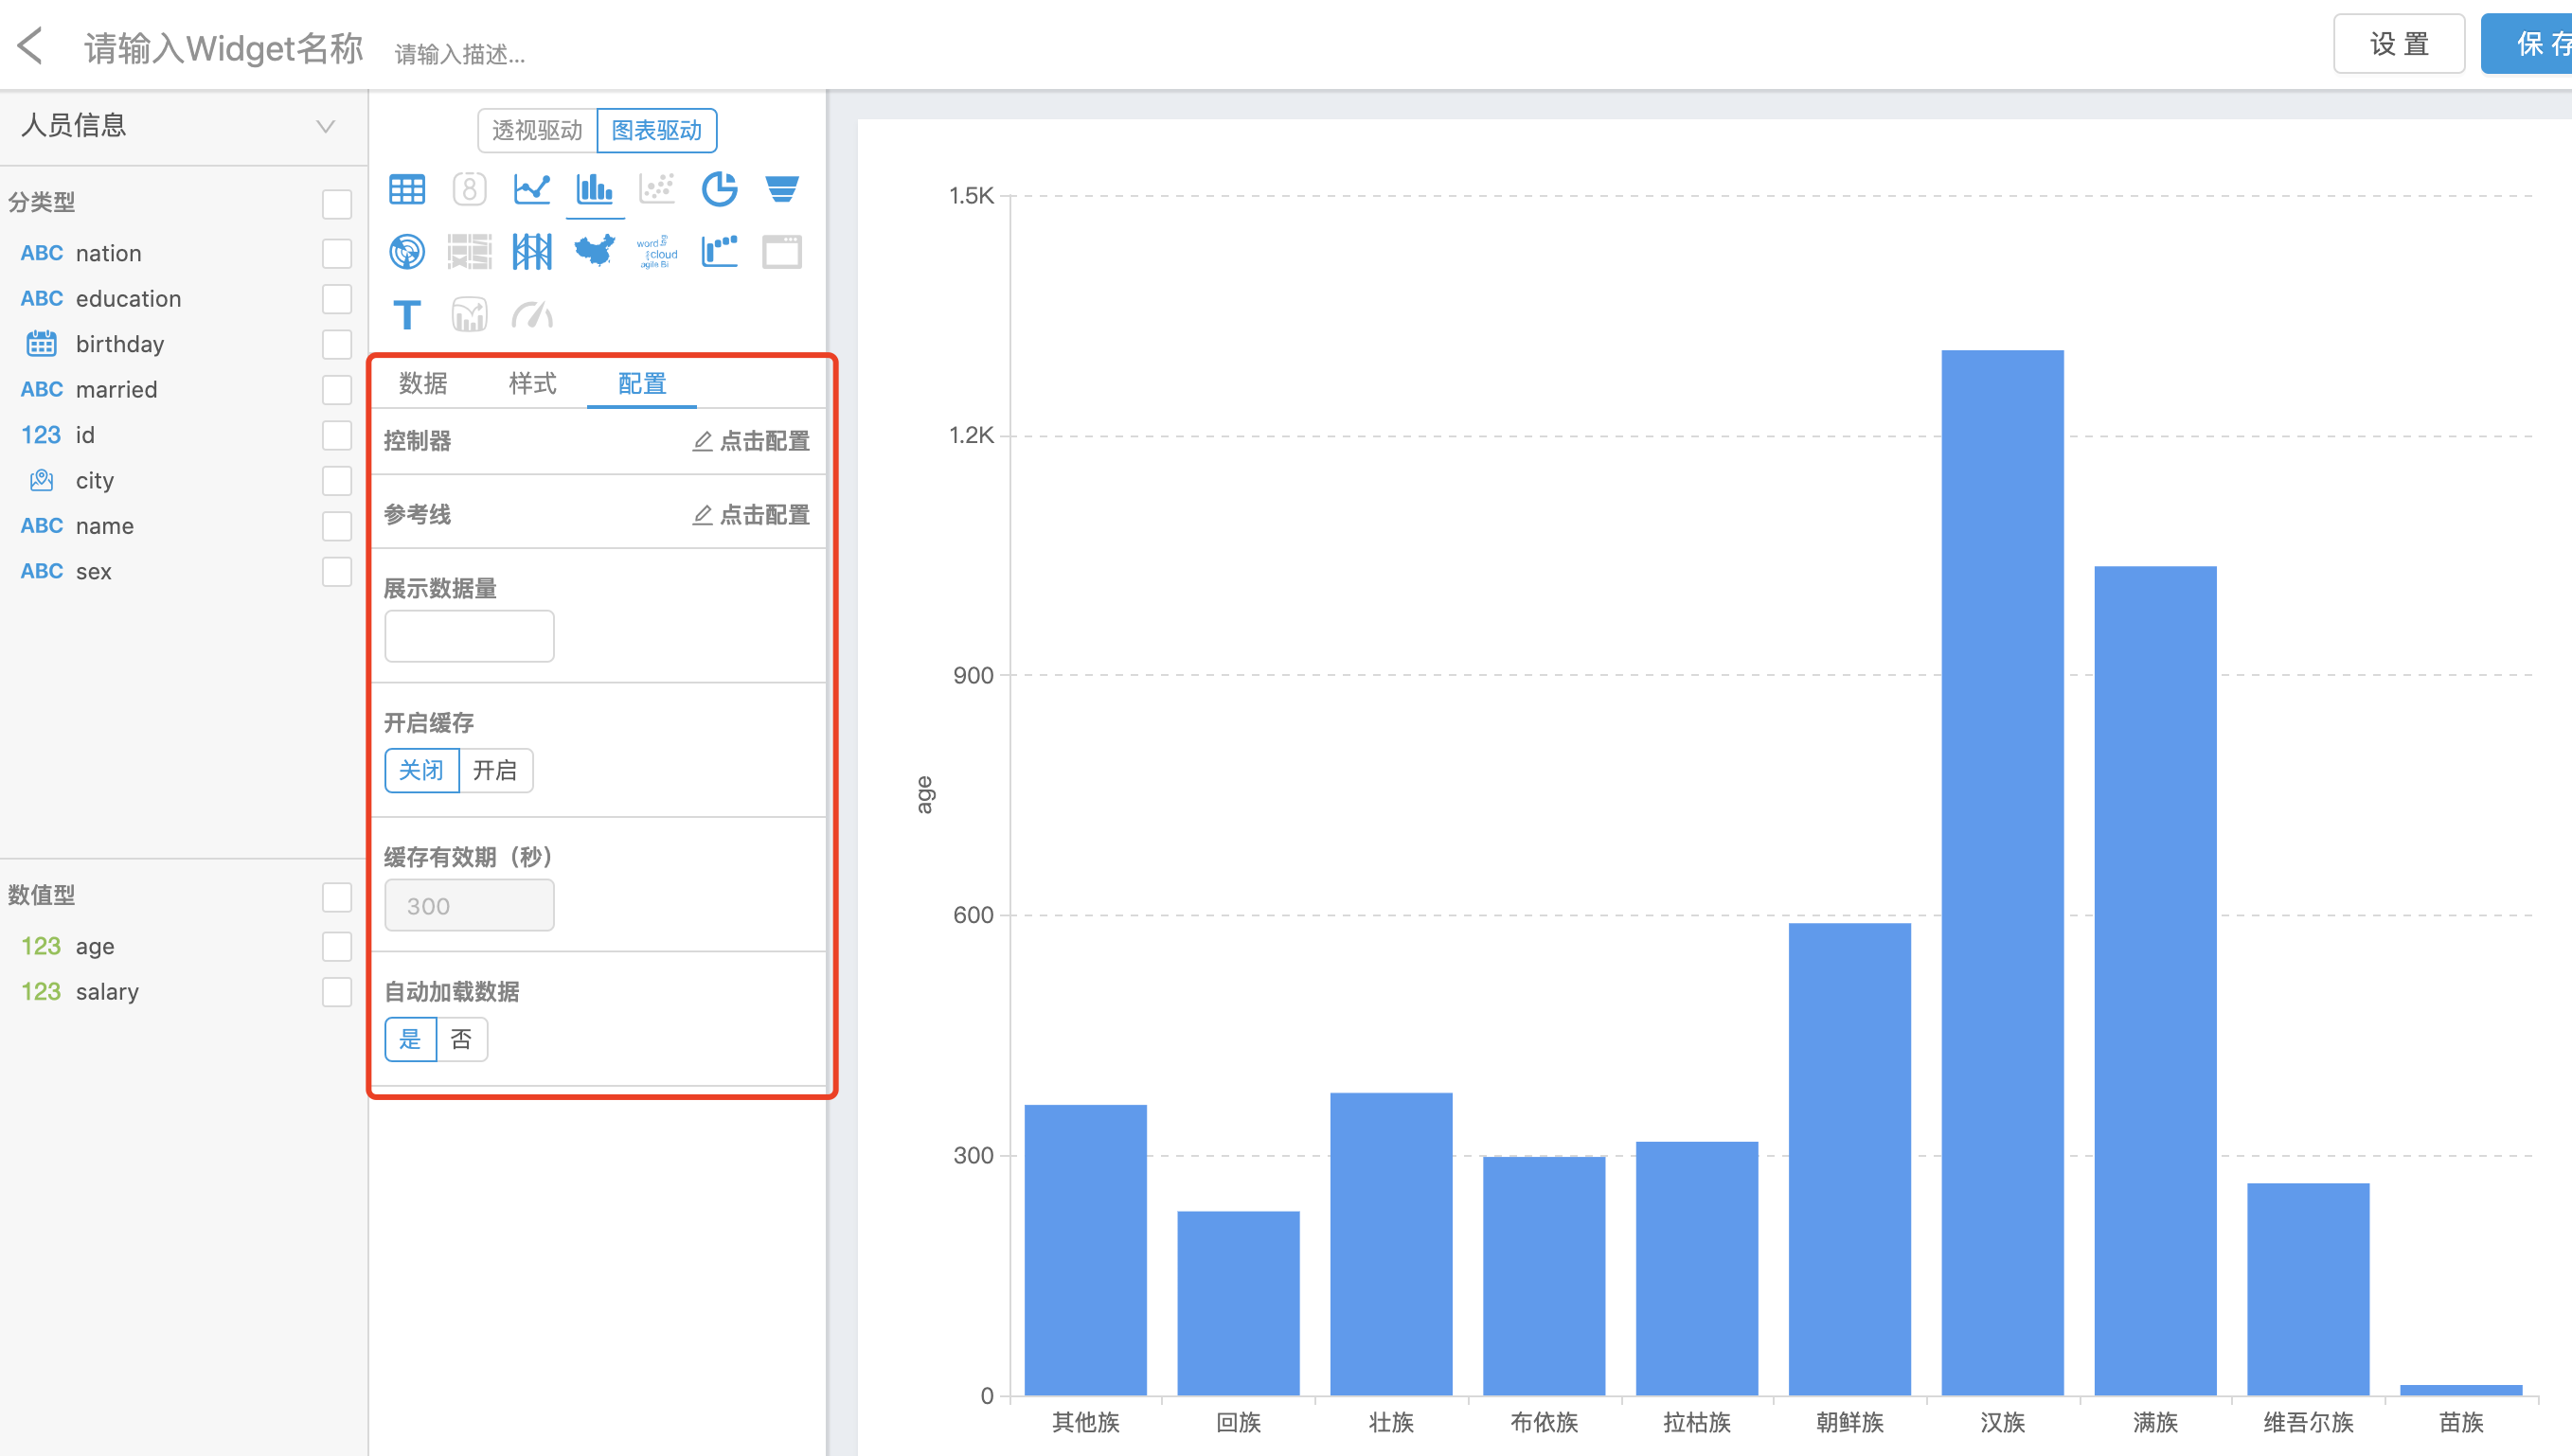 请输入Widget名称 请输入描述...
设 置
保 存
人员信息
分类型
ABC nation
ABC education
birthday
ABC married
123 id
city
ABC name
ABC sex
数值型
123 age
123 salary
透视驱动 图表驱动
8
word
cloud
agile Bi
T
数据 样式 配置
控制器 点击配置
参考线 点击配置
展示数据量
开启缓存
关闭 开启
缓存有效期（秒）
300
自动加载数据
是 否
1.5K
1.2K
900
600
300
0
age
其他族 回族 壮族 布依族 拉枯族 朝鲜族 汉族 满族 维吾尔族 苗族